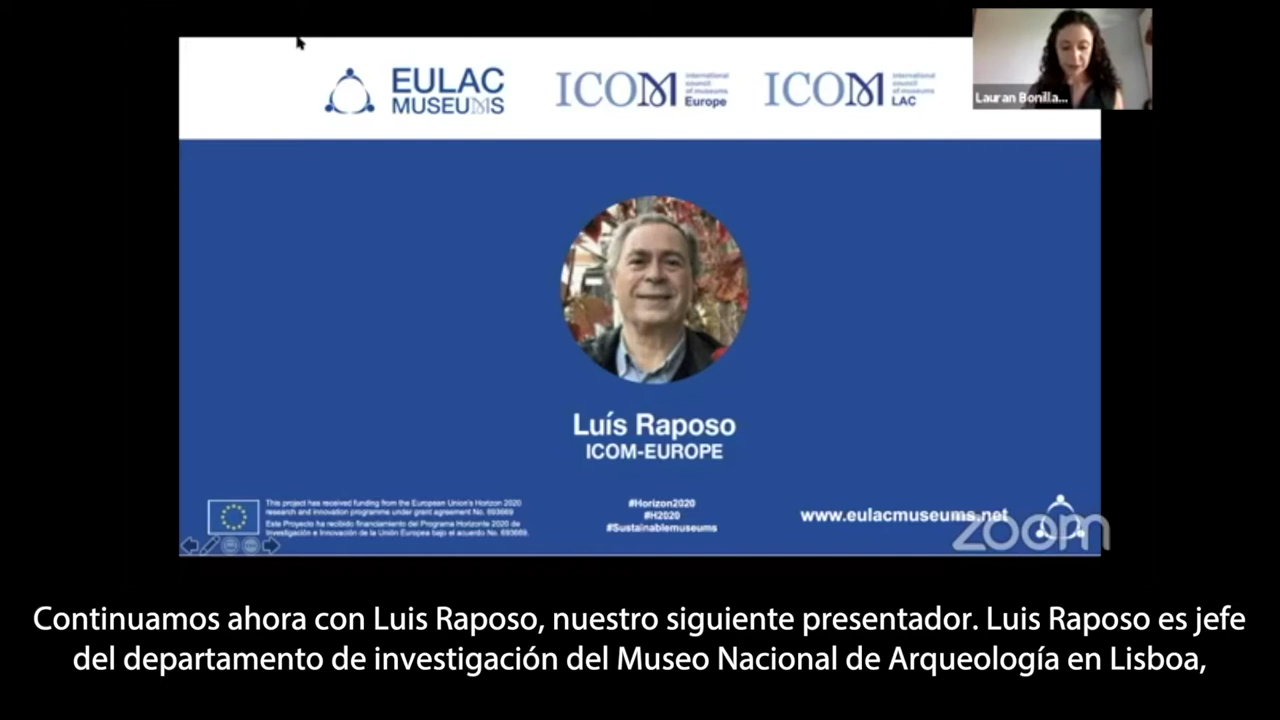 EULAC
MUSEUMS
ICOM
international
council
of museums
Europe
ICOM
international
council
of museums
LAC
Lauran Bonilla...
Luís Raposo
ICOM-EUROPE
This project has received funding from the European Union's Horizon 2020
research and innovation programme under grant agreement No. 693669
Este Proyecto ha recibido financiamiento del Programa Horizonte 2020 de
Investigación e Innovación de la Unión Europea bajo el acuerdo No. 693669.
#Horizon2020
#H2020
#Sustainablemuseums
www.eulacmuseums.net
zoom
Continuamos ahora con Luis Raposo, nuestro siguiente presentador. Luis Raposo es jefe
del departamento de investigación del Museo Nacional de Arqueología en Lisboa,